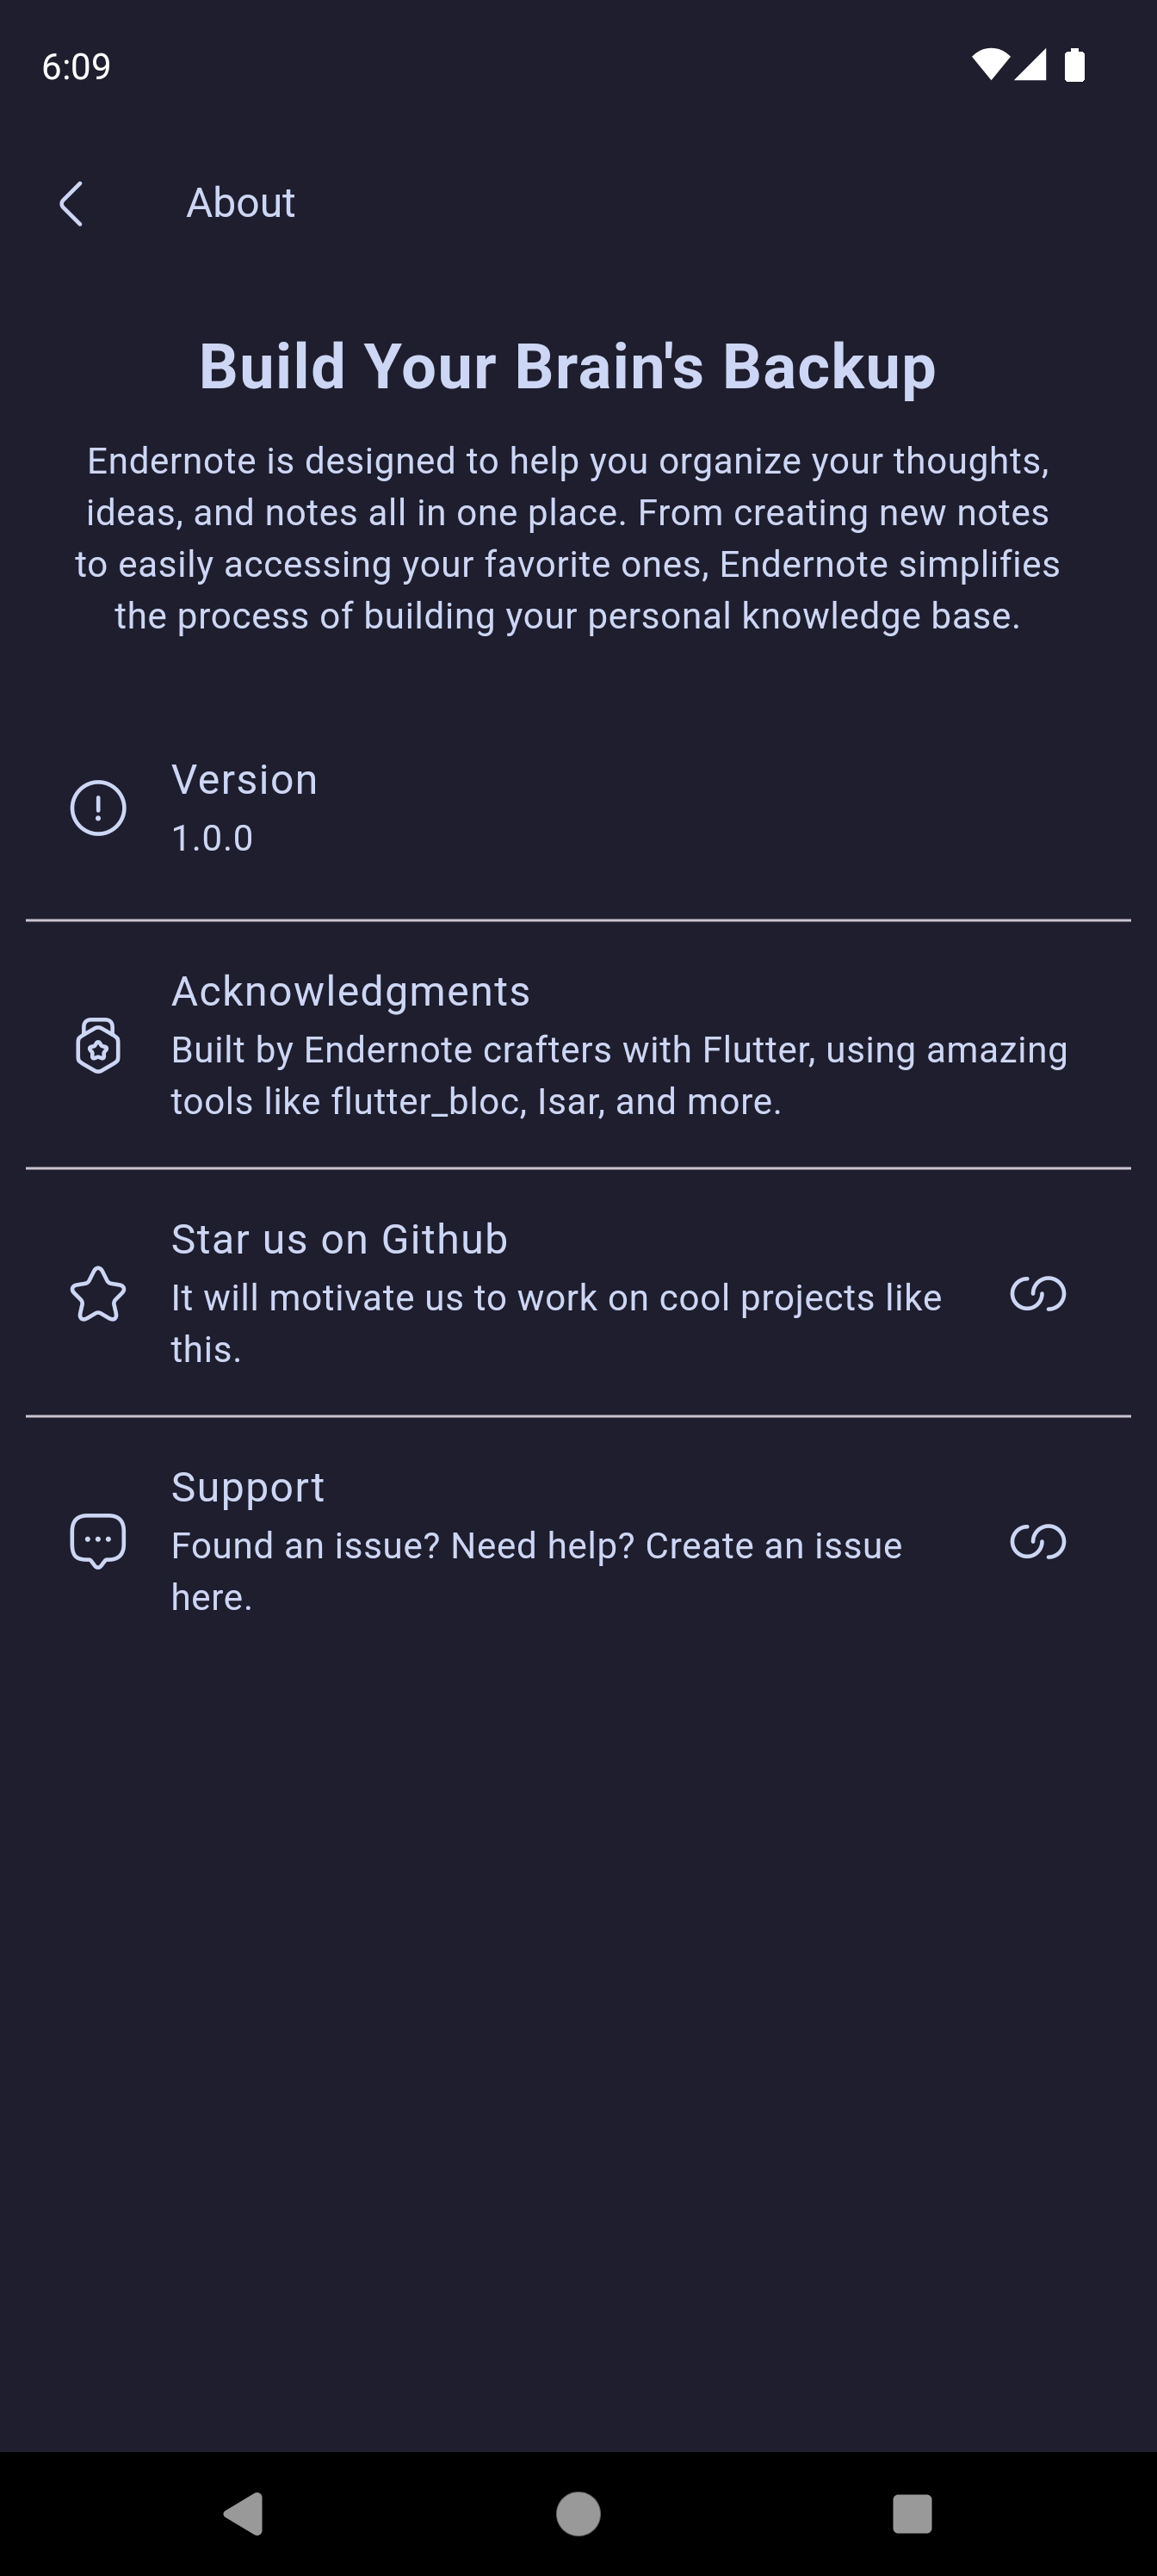 6:09
About
Build Your Brain's Backup
Endernote is designed to help you organize your thoughts,
ideas, and notes all in one place. From creating new notes
to easily accessing your favorite ones, Endernote simplifies
the process of building your personal knowledge base.
Version
1.0.0
Acknowledgments
Built by Endernote crafters with Flutter, using amazing
tools like flutter_bloc, Isar, and more.
Star us on Github
It will motivate us to work on cool projects like
this.
Support
Found an issue? Need help? Create an issue
here.